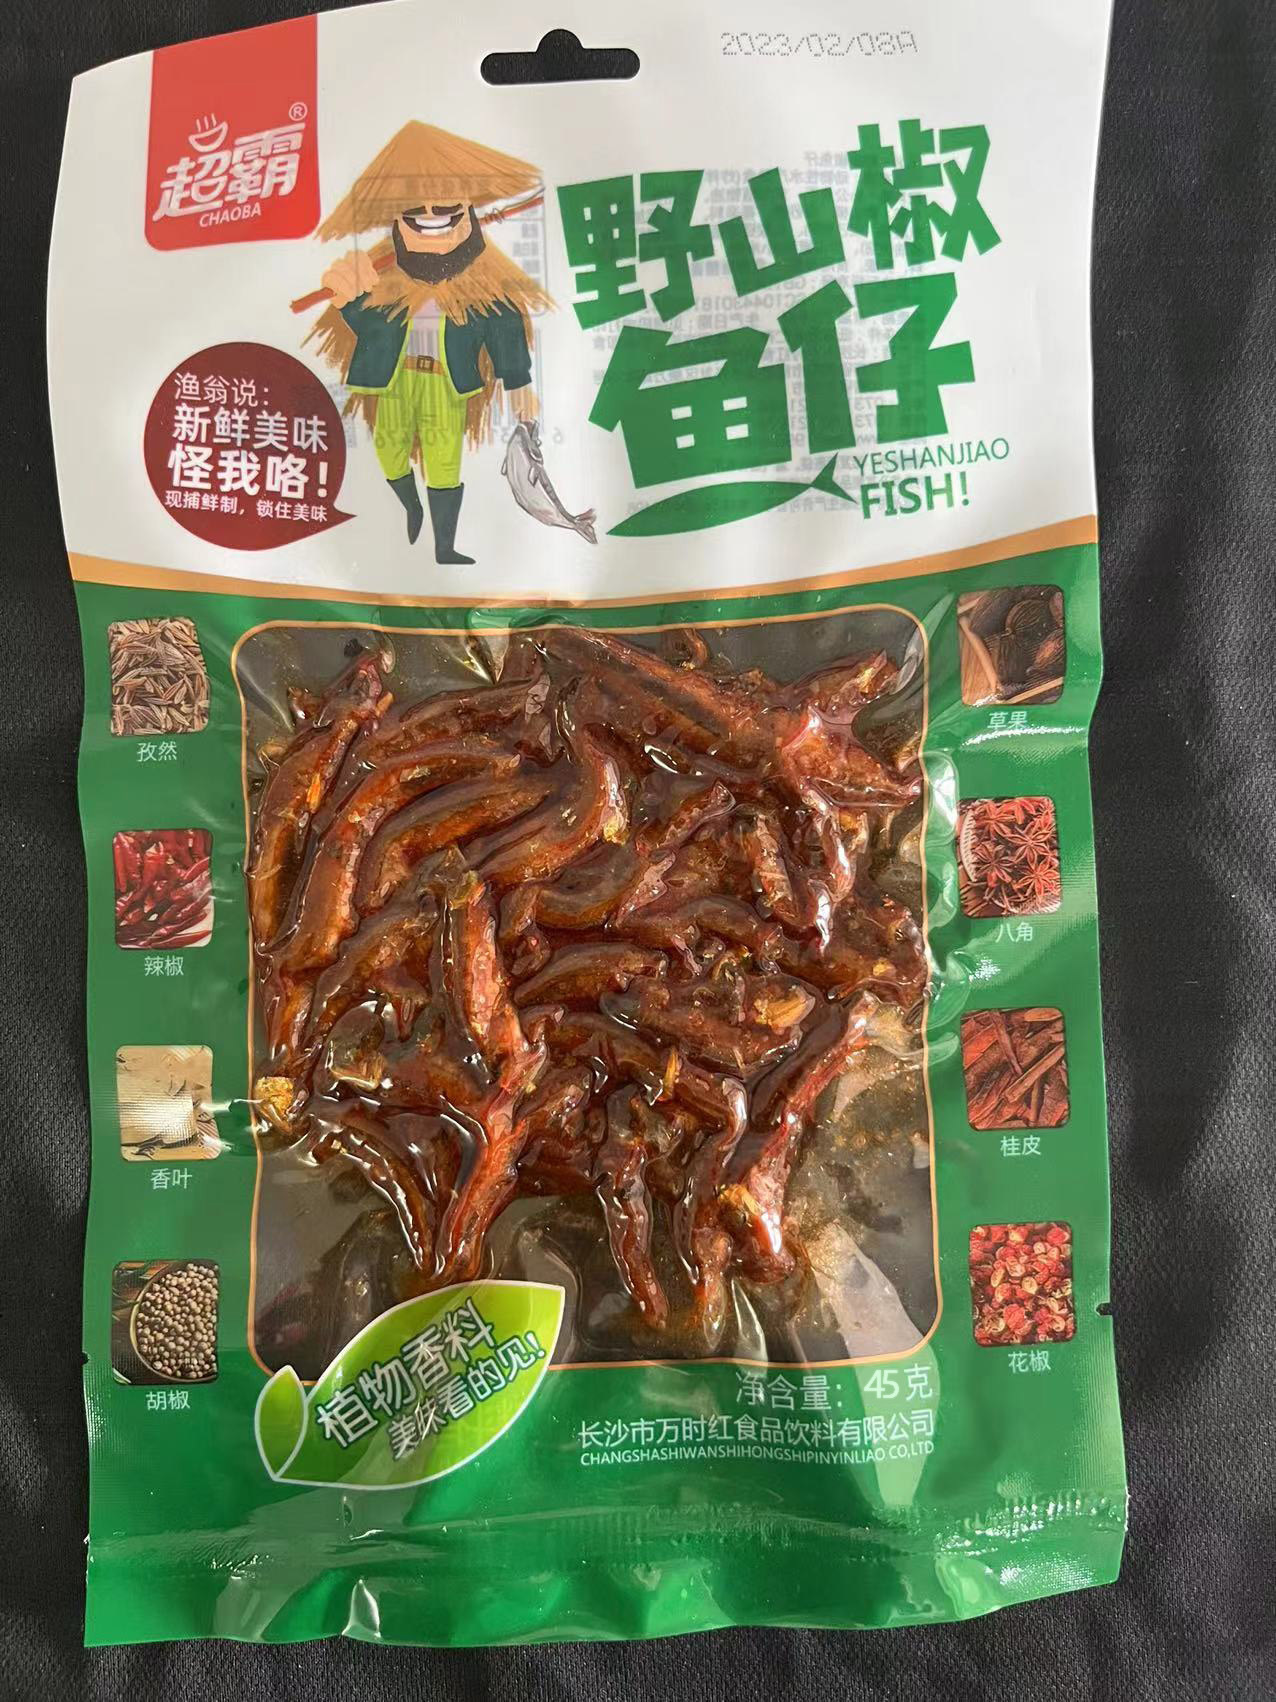 2023/02/08A
超霸®
CHAOBA
野山椒
鱼仔
YESHANJIAO
FISH!
渔翁说：
新鲜美味
怪我咯！
现捕鲜制，锁住美味
孜然
辣椒
香叶
胡椒
草果
八角
桂皮
花椒
植物香料
美味看的见！
净含量：45克
长沙市万时红食品饮料有限公司
CHANGSHASHIWANSHIHONGSHIPINYINLIAO CO,LTD